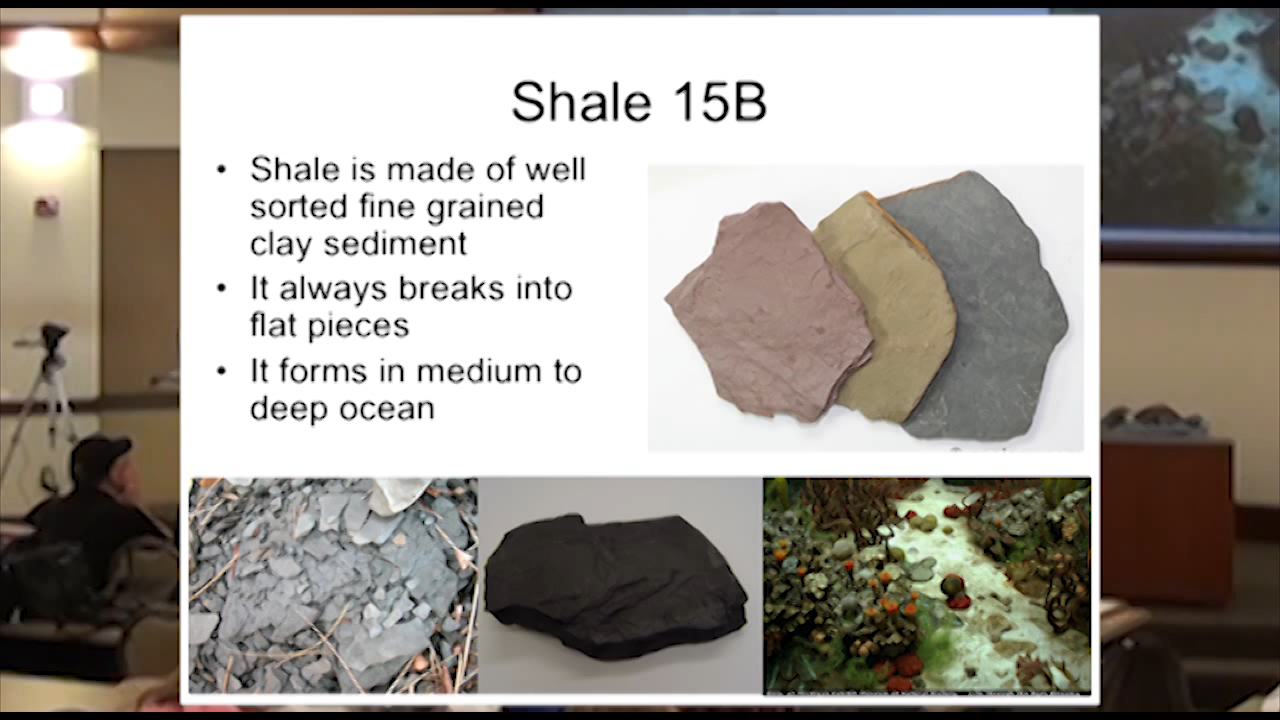 Shale 15B
• Shale is made of well
sorted fine grained
clay sediment
• It always breaks into
flat pieces
• It forms in medium to
deep ocean